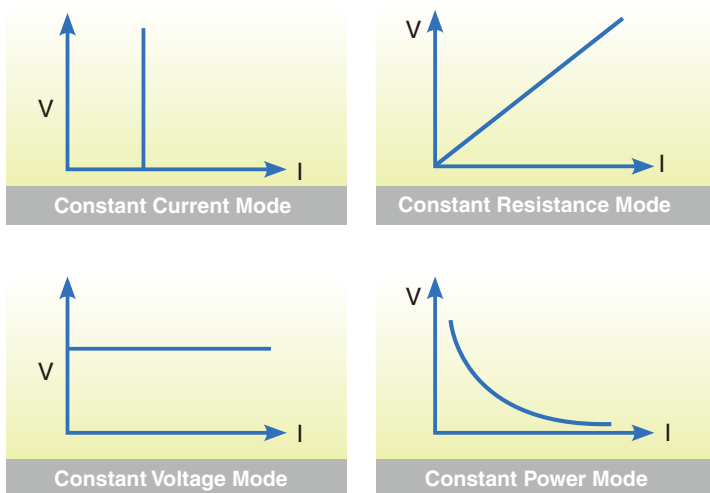 V
I
Constant Current Mode
V
I
Constant Resistance Mode
V
I
Constant Voltage Mode
V
I
Constant Power Mode